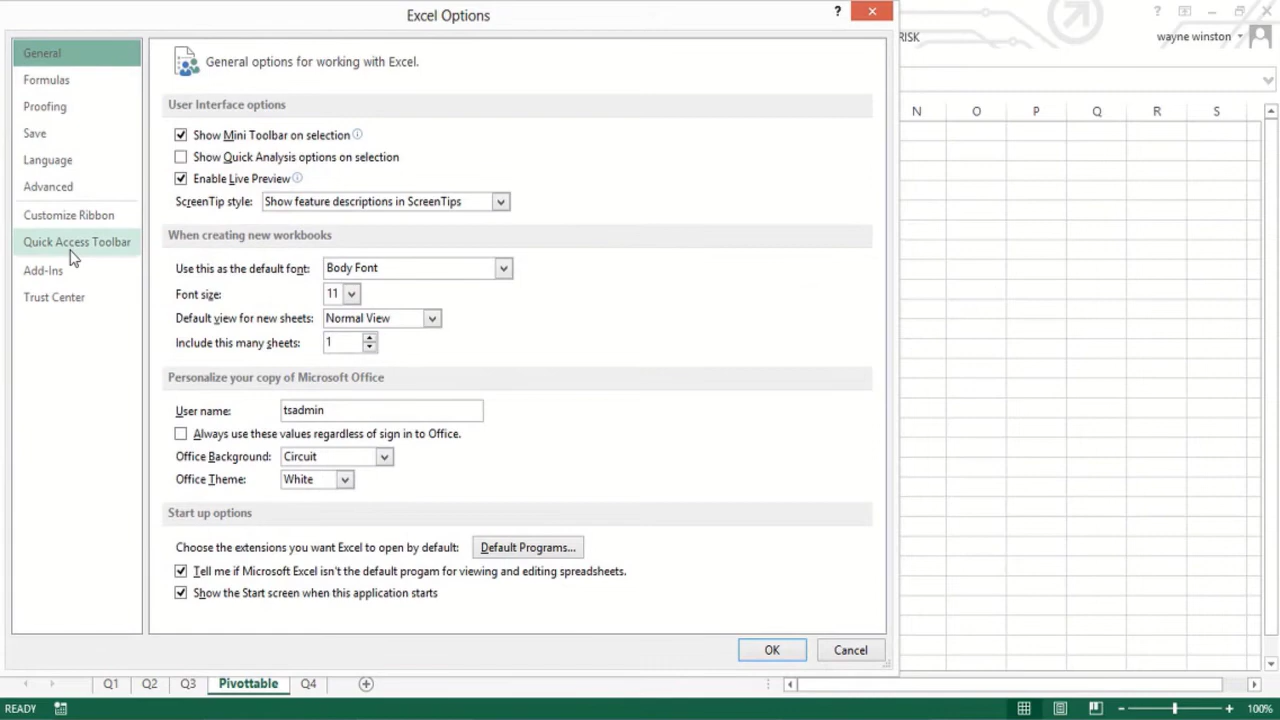 Excel Options
?
General
Formulas
Proofing
Save
Language
Advanced
Customize Ribbon
Quick Access Toolbar
Add-Ins
Trust Center
General options for working with Excel.
User Interface options
Show Mini Toolbar on selection
Show Quick Analysis options on selection
Enable Live Preview
ScreenTip style: Show feature descriptions in ScreenTips
When creating new workbooks
Use this as the default font: Body Font
Font size: 11
Default view for new sheets: Normal View
Include this many sheets: 1
Personalize your copy of Microsoft Office
User name: tsadmin
Always use these values regardless of sign in to Office.
Office Background: Circuit
Office Theme: White
Start up options
Choose the extensions you want Excel to open by default: Default Programs...
Tell me if Microsoft Excel isn't the default progam for viewing and editing spreadsheets.
Show the Start screen when this application starts
OK Cancel
?
RISK
wayne winston
N O P Q R S
Q1 Q2 Q3 Pivottable Q4
READY
100%